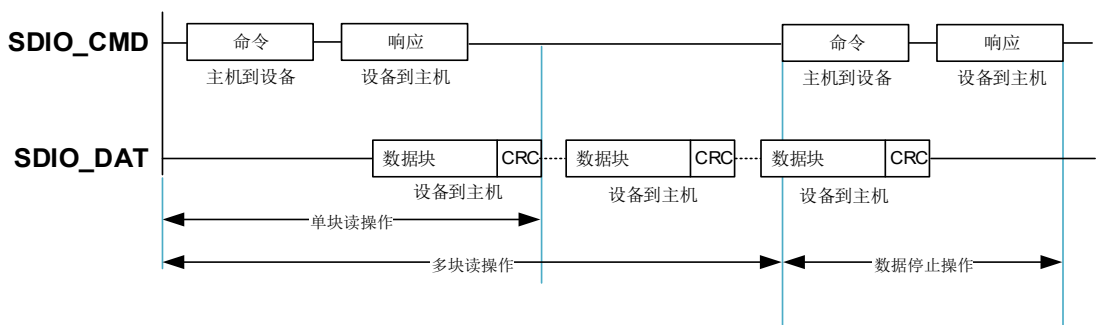 SDIO_CMD
命令
响应
命令
响应
主机到设备
设备到主机
主机到设备
设备到主机
SDIO_DAT
数据块
CRC
数据块
CRC
数据块
CRC
设备到主机
设备到主机
设备到主机
单块读操作
多块读操作
数据停止操作